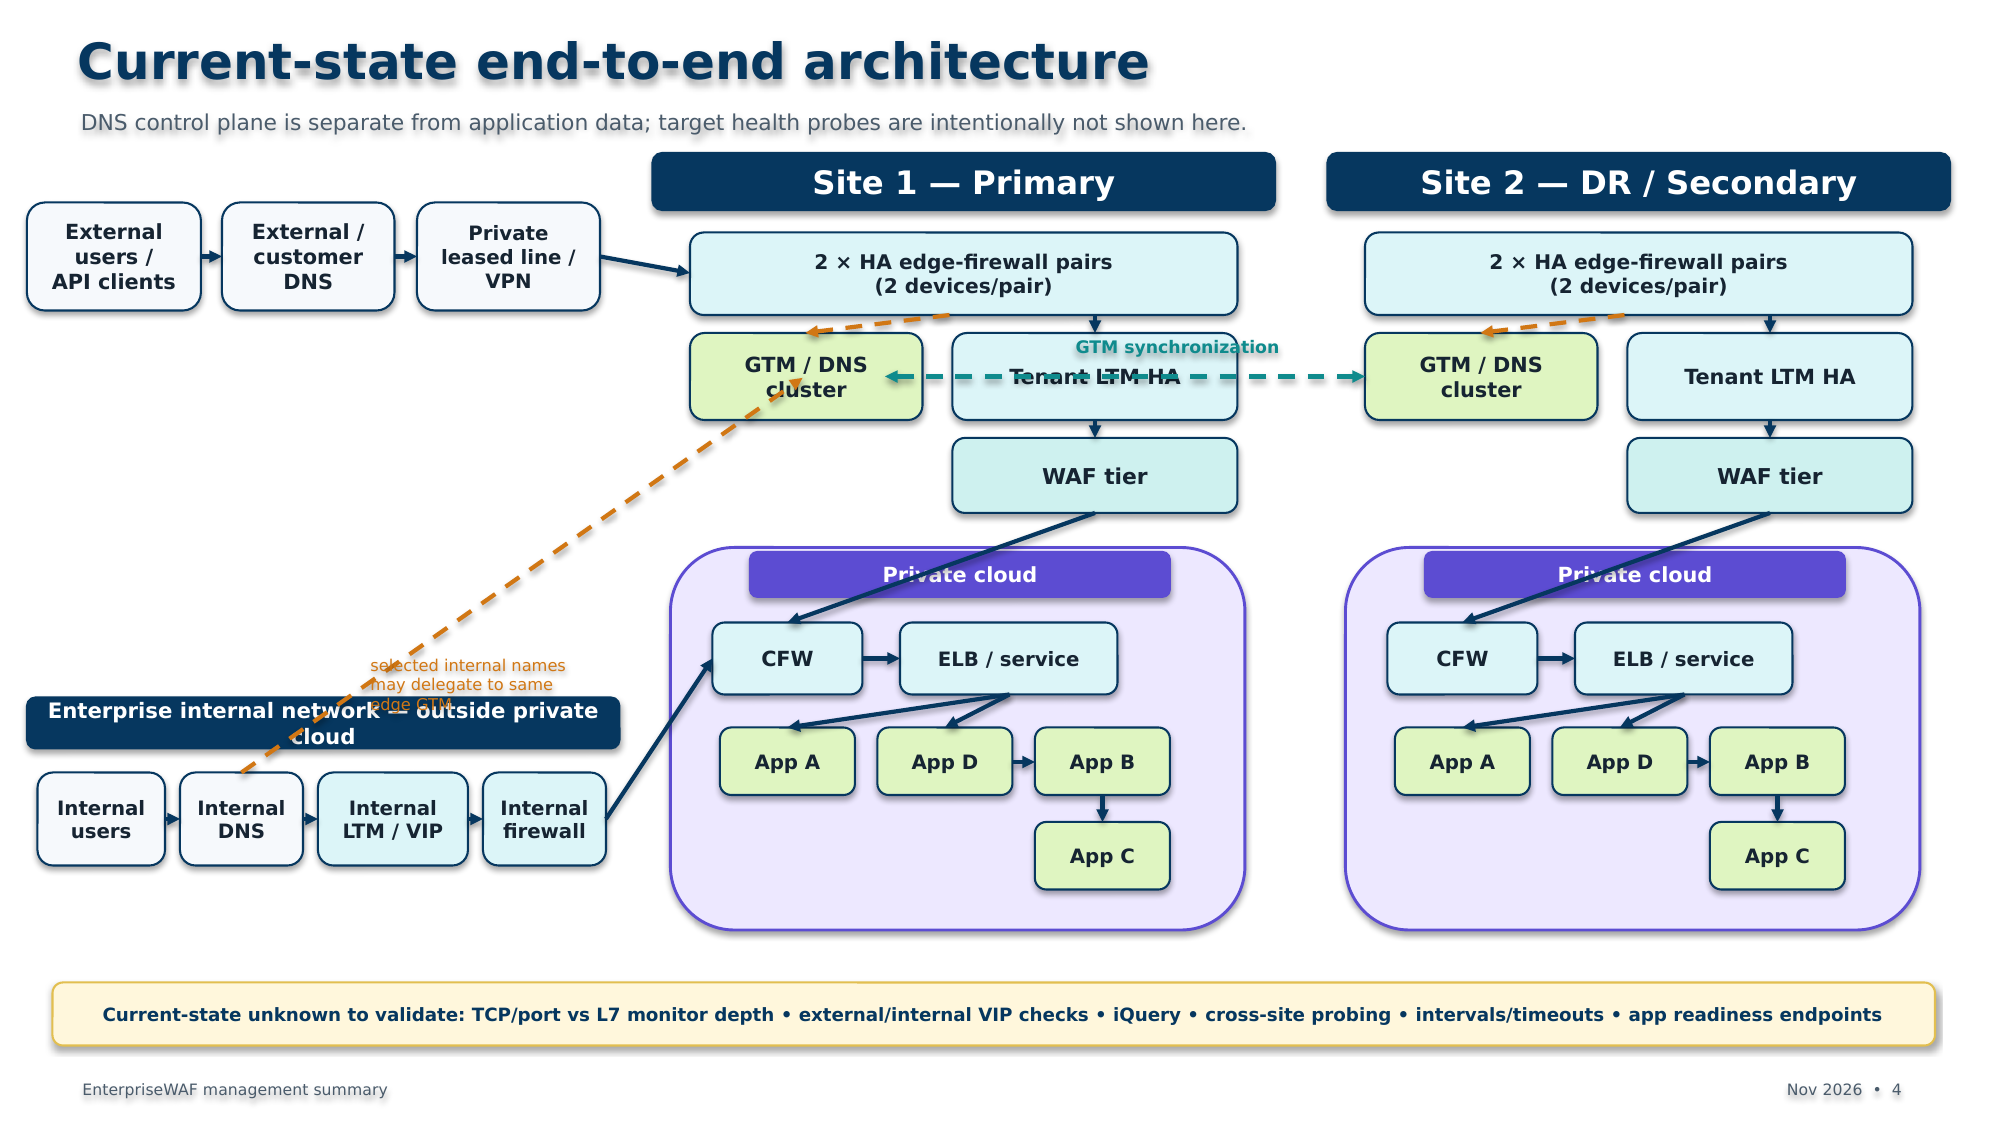 Current-state end-to-end architecture
DNS control plane is separate from application data; target health probes are intentionally not shown here.
Site 1 — Primary
Site 2 — DR / Secondary
External
users /
API clients
External /
customer
DNS
Private
leased line /
VPN
2 × HA edge-firewall pairs
(2 devices/pair)
2 × HA edge-firewall pairs
(2 devices/pair)
GTM / DNS
cluster
GTM synchronization
Tenant LTM HA
GTM / DNS
cluster
Tenant LTM HA
WAF tier
WAF tier
Private cloud
Private cloud
CFW
ELB / service
CFW
ELB / service
selected internal names
may delegate to same
edge GTM
Enterprise internal network — outside private
cloud
App A
App D
App B
App A
App D
App B
Internal
users
Internal
DNS
Internal
LTM / VIP
Internal
firewall
App C
App C
Current-state unknown to validate: TCP/port vs L7 monitor depth • external/internal VIP checks • iQuery • cross-site probing • intervals/timeouts • app readiness endpoints
EnterpriseWAF management summary
Nov 2026 • 4